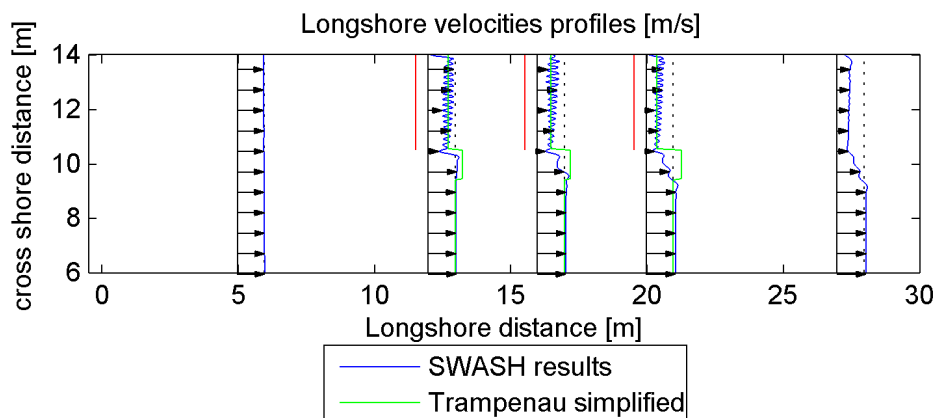 Longshore velocities profiles [m/s]
cross shore distance [m]
14
12
10
8
6
0
5
10
15
20
25
30
Longshore distance [m]
SWASH results
Trampenau simplified